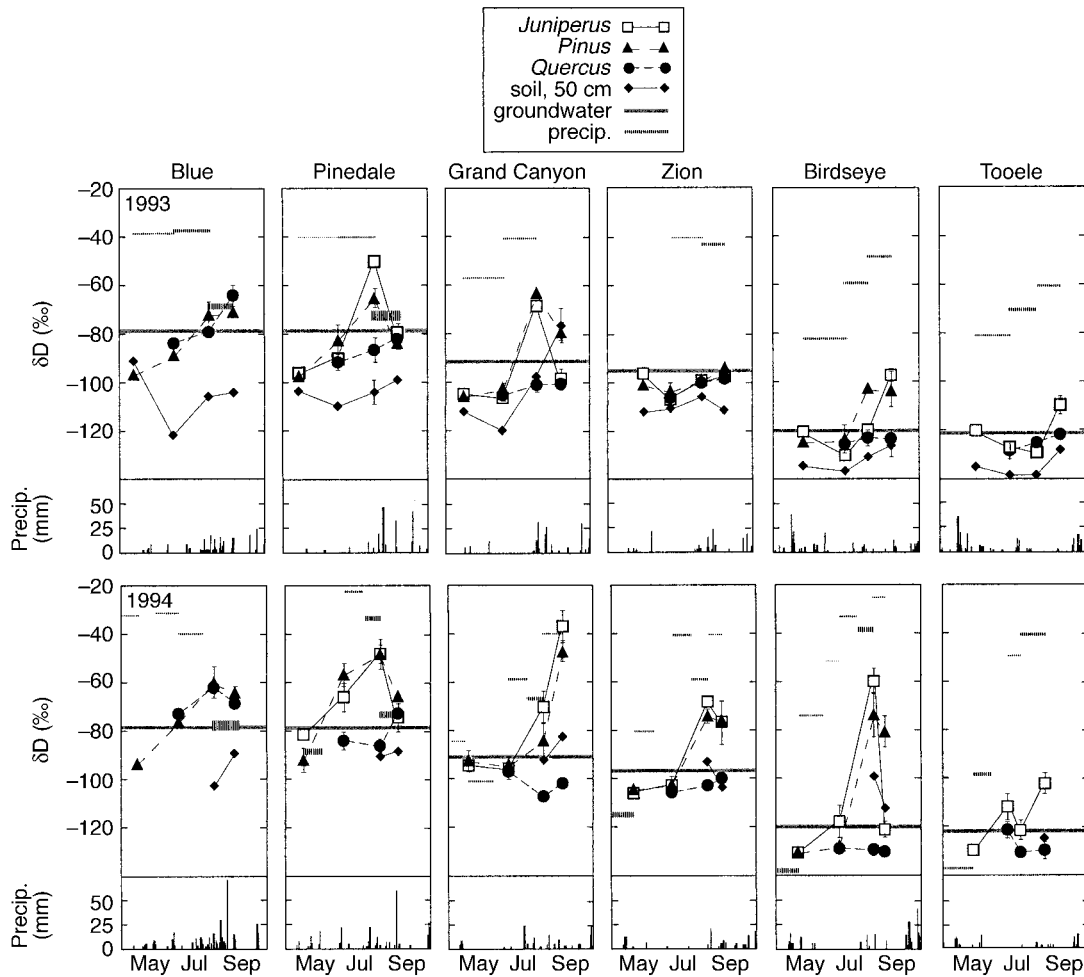 Juniperus
Pinus
Quercus
soil, 50 cm
groundwater
precip.
Blue Pinedale Grand Canyon Zion Birdseye Tooele
1993
−20
−40
−60
−80
−100
−120
δD (‰)
50
25
0
Precip. (mm)
1994
−20
−40
−60
−80
−100
−120
δD (‰)
50
25
0
Precip. (mm)
May Jul Sep May Jul Sep May Jul Sep May Jul Sep May Jul Sep May Jul Sep